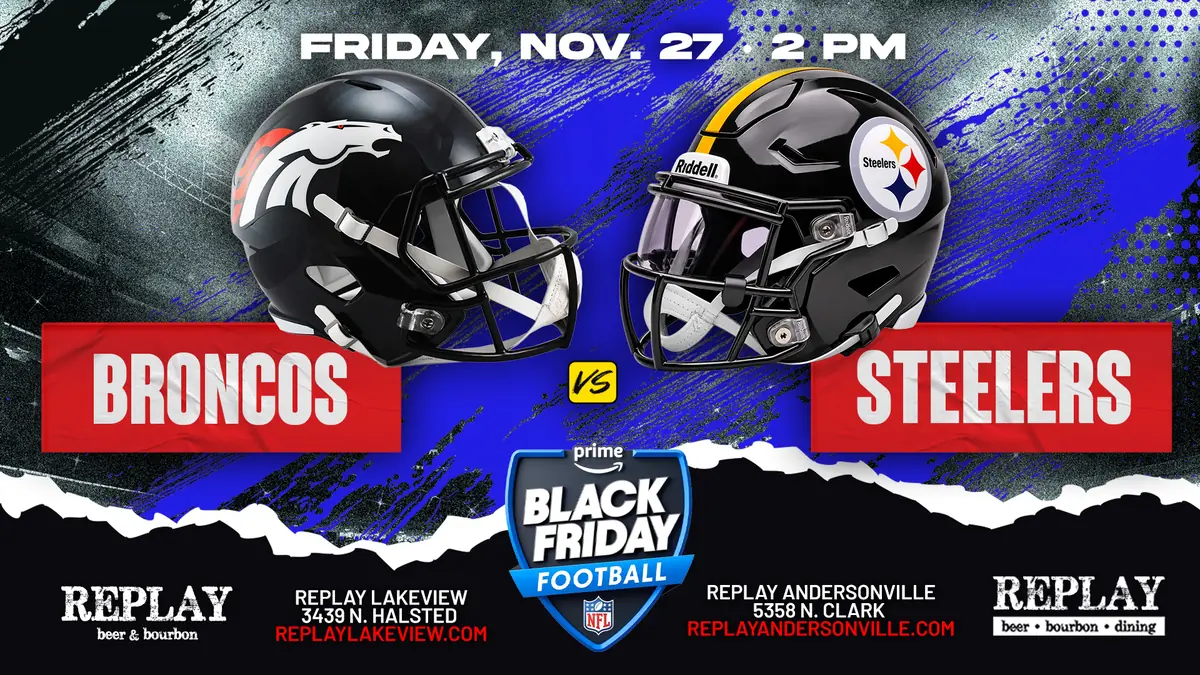 FRIDAY, NOV. 27 · 2 PM
Riddell
Steelers
BRONCOS
VS
STEELERS
prime
BLACK
FRIDAY
FOOTBALL
NFL
REPLAY
beer & bourbon
REPLAY LAKEVIEW
3439 N. HALSTED
REPLAYLAKEVIEW.COM
REPLAY ANDERSONVILLE
5358 N. CLARK
REPLAYANDERSONVILLE.COM
REPLAY
beer • bourbon • dining